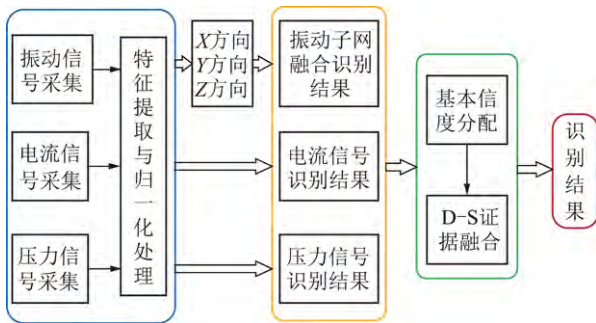 振动信
号采集
电流信
号采集
压力信
号采集
特
征
提
取
与
归
一
化
处
理
X方向
Y方向
Z方向
振动子网
融合识别
结果
电流信号
识别结果
压力信号
识别结果
基本信
度分配
D-S证
据融合
识
别
结
果